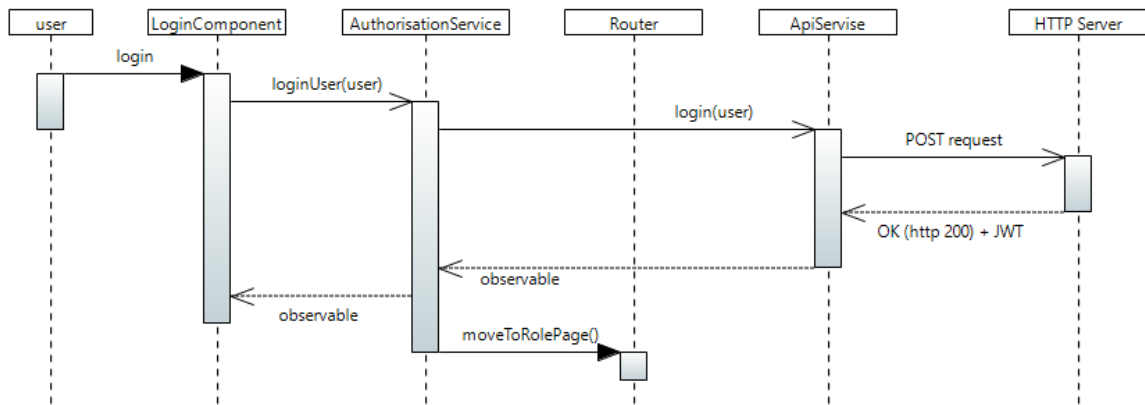 user
LoginComponent
AuthorisationService
Router
ApiServise
HTTP Server
login
loginUser(user)
login(user)
POST request
OK (http 200) + JWT
observable
observable
moveToRolePage()